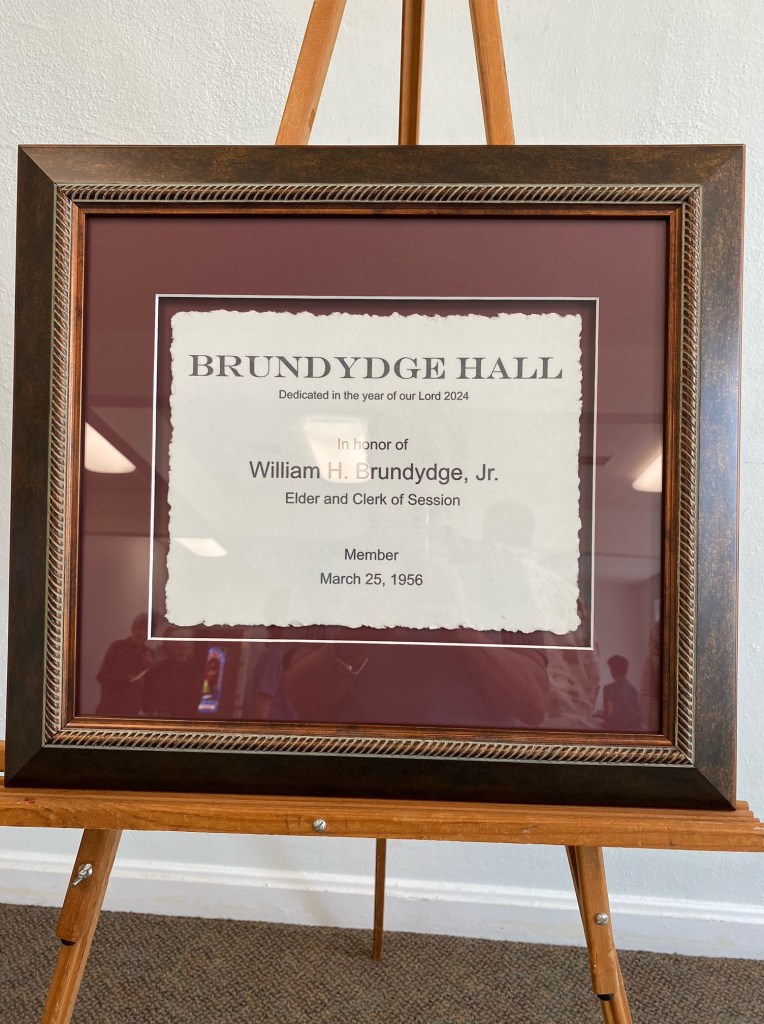 BRUNDYDGE HALL
Dedicated in the year of our Lord 2024
In honor of
William H. Brundydge, Jr.
Elder and Clerk of Session
Member
March 25, 1956